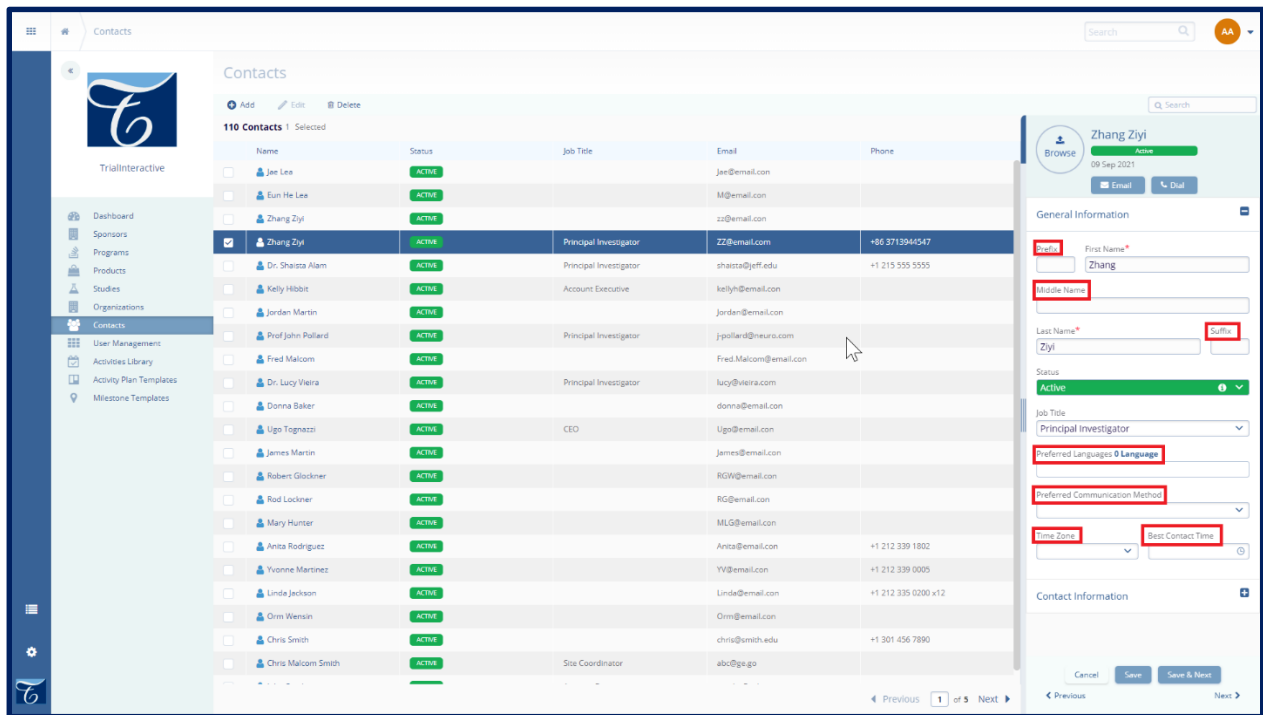 Contacts
Search
AA
TrialInteractive
Dashboard
Sponsors
Programs
Products
Studies
Organizations
Contacts
User Management
Activities Library
Activity Plan Templates
Milestone Templates
Contacts
Add Edit Delete
Search
110 Contacts 1 Selected
Name Status Job Title Email Phone
Jae Lea ACTIVE Jae@email.con
Eun He Lea ACTIVE M@email.con
Zhang Ziyi ACTIVE zz@email.con
Zhang Ziyi ACTIVE Principal Investigator ZZ@email.com +86 3713944547
Dr. Shaista Alam ACTIVE Principal Investigator shaista@jeff.edu +1 215 555 5555
Kelly Hibbit ACTIVE Account Executive kellyh@email.con
Jordan Martin ACTIVE Jordan@email.con
Prof John Pollard ACTIVE Principal Investigator j-pollard@neuro.com
Fred Malcom ACTIVE Fred.Malcom@email.con
Dr. Lucy Vieira ACTIVE Principal Investigator lucy@vieira.com
Donna Baker ACTIVE donna@email.con
Ugo Tognazzi ACTIVE CEO Ugo@email.con
James Martin ACTIVE James@email.con
Robert Glockner ACTIVE RGW@email.con
Rod Lockner ACTIVE RG@email.con
Mary Hunter ACTIVE MLG@email.con
Anita Rodriguez ACTIVE Anita@email.con +1 212 339 1802
Yvonne Martinez ACTIVE YV@email.con +1 212 339 0005
Linda Jackson ACTIVE Linda@email.con +1 212 335 0200 x12
Orm Wensin ACTIVE Orm@email.con
Chris Smith ACTIVE chris@smith.edu +1 301 456 7890
Chris Malcom Smith ACTIVE Site Coordinator abc@ge.go
Previous 1 of 5 Next
Browse
Zhang Ziyi
Active
09 Sep 2021
Email Dial
General Information
Prefix First Name*
Zhang
Middle Name
Last Name* Suffix
Ziyi
Status
Active
Job Title
Principal Investigator
Preferred Languages 0 Language
Preferred Communication Method
Time Zone Best Contact Time
Contact Information
Cancel Save Save & Next
Previous Next